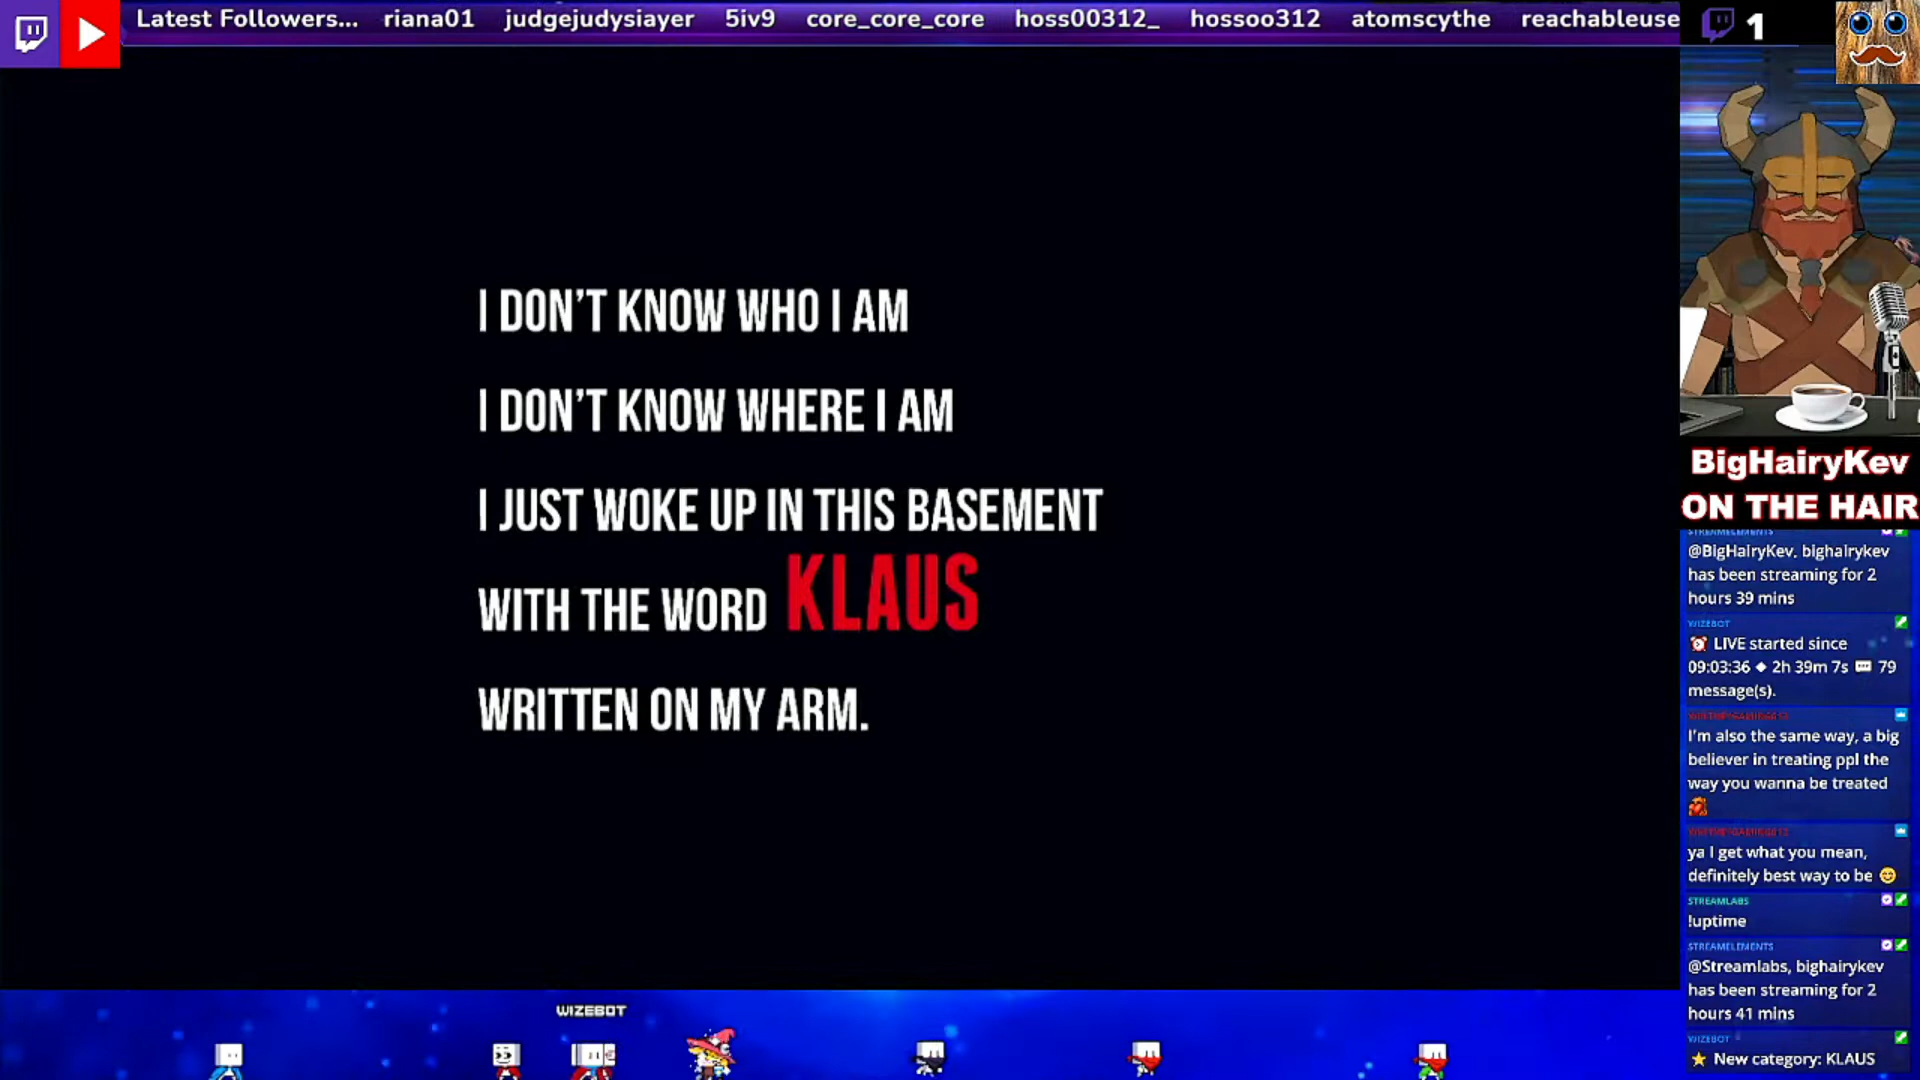 Latest Followers... riana01 judgejudysiayer 5iv9 core_core_core hoss00312_ hossoo312 atomscythe reachableuse
1
I DON'T KNOW WHO I AM
I DON'T KNOW WHERE I AM
I JUST WOKE UP IN THIS BASEMENT
WITH THE WORD KLAUS
WRITTEN ON MY ARM.
BigHairyKev
ON THE HAIR
STREAMELEMENTS
@BigHairyKev, bighairykev
has been streaming for 2
hours 39 mins
WIZEBOT
LIVE started since
09:03:36 ◆ 2h 39m 7s 💬 79
message(s).
I'm also the same way, a big
believer in treating ppl the
way you wanna be treated
ya I get what you mean,
definitely best way to be 😊
STREAMLABS
!uptime
STREAMELEMENTS
@Streamlabs, bighairykev
has been streaming for 2
hours 41 mins
WIZEBOT
⭐ New category: KLAUS
WIZEBOT